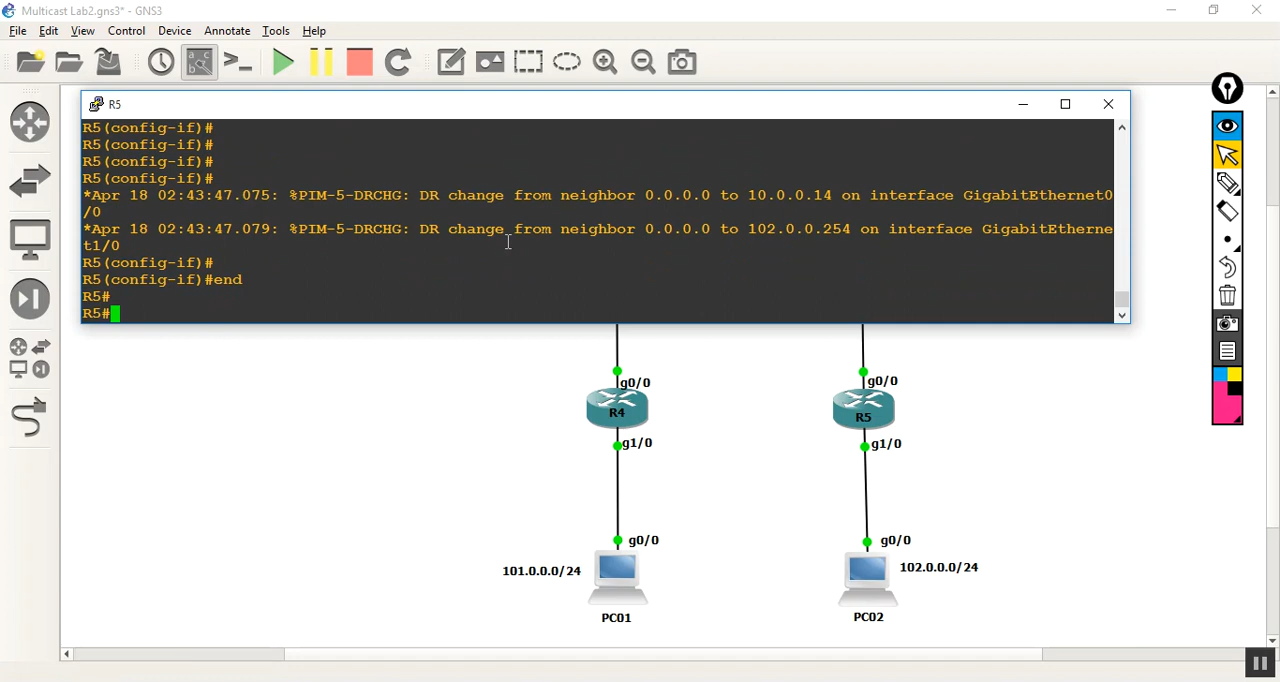 Multicast Lab2.gns3* - GNS3
File Edit View Control Device Annotate Tools Help
R5
R5(config-if)#
R5(config-if)#
R5(config-if)#
R5(config-if)#
*Apr 18 02:43:47.075: %PIM-5-DRCHG: DR change from neighbor 0.0.0.0 to 10.0.0.14 on interface GigabitEthernet0
/0
*Apr 18 02:43:47.079: %PIM-5-DRCHG: DR change from neighbor 0.0.0.0 to 102.0.0.254 on interface GigabitEtherne
t1/0
R5(config-if)#
R5(config-if)#end
R5#
R5#
g0/0 g0/0
R4 R5
g1/0 g1/0
g0/0 g0/0
101.0.0.0/24 102.0.0.0/24
PC01 PC02